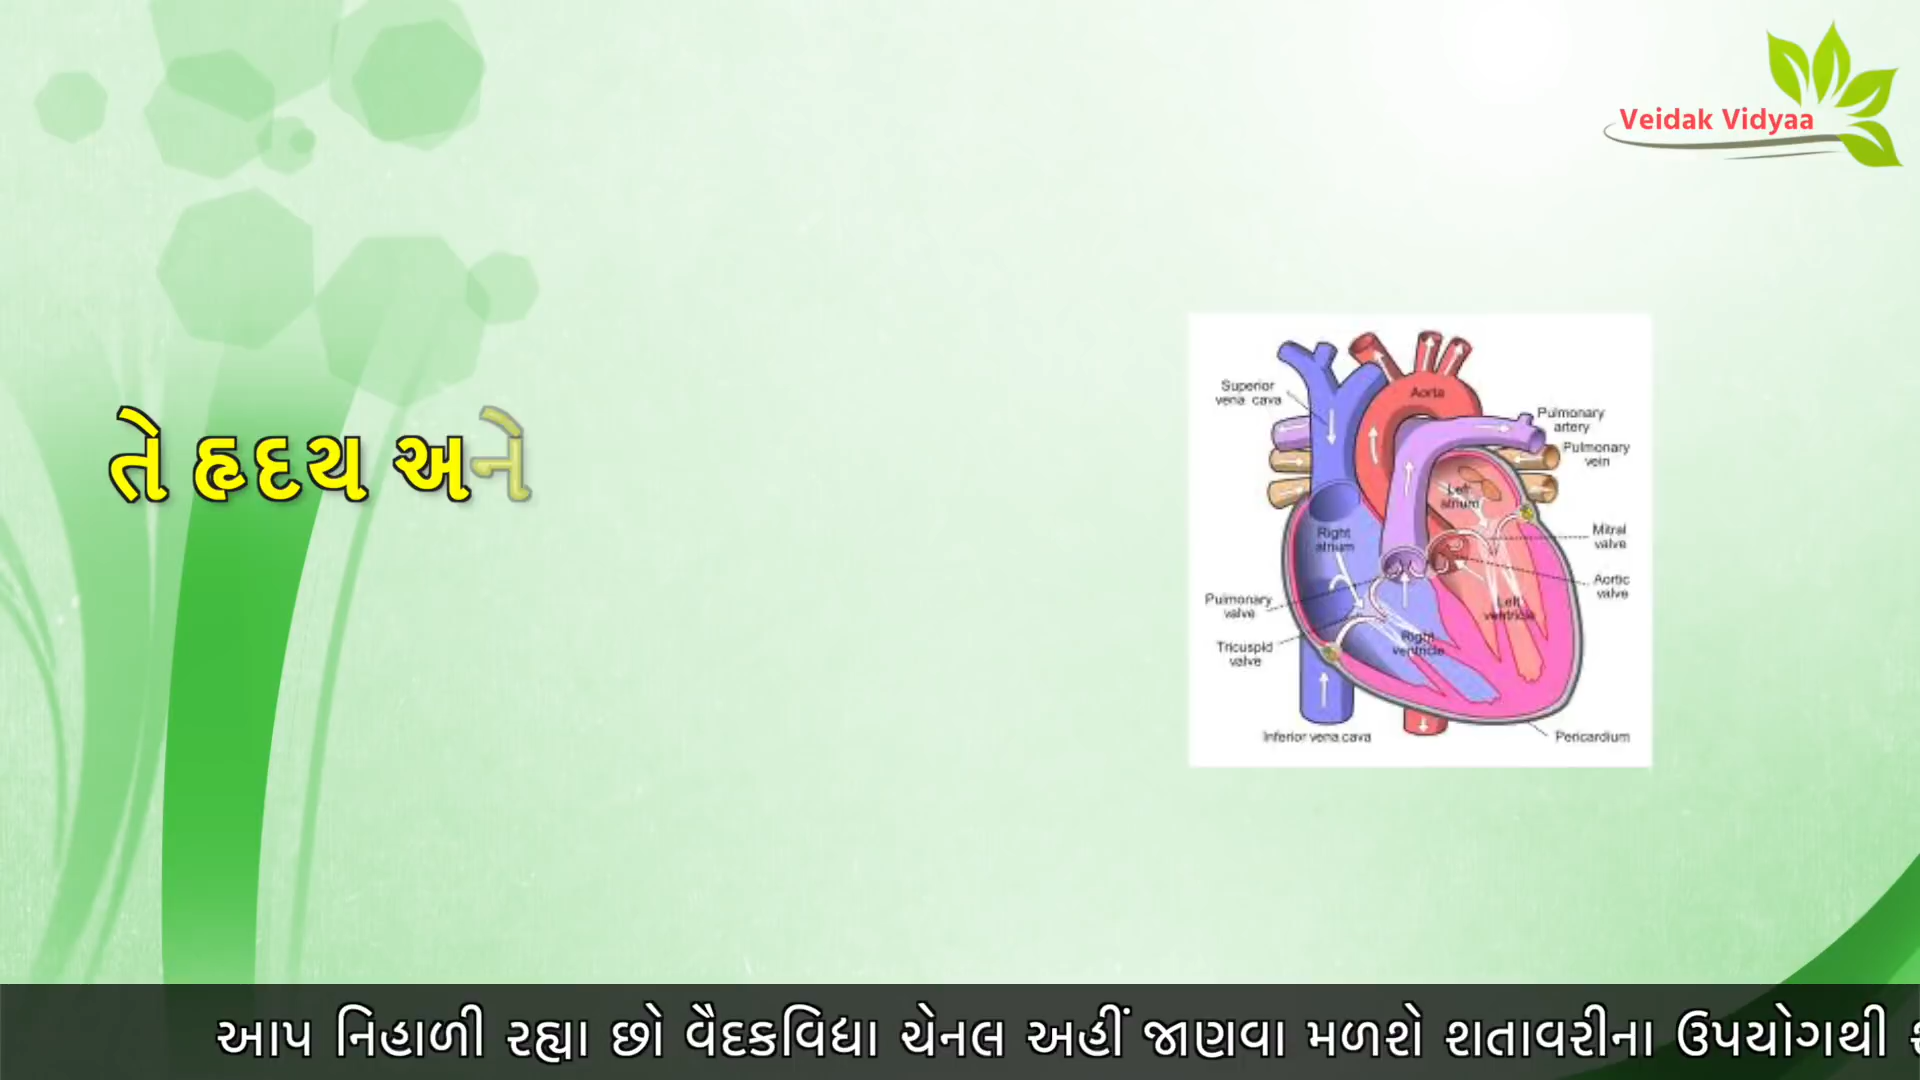 Veidak Vidyaa
તે હૃદય અને
Superior
vena cava
Aorta
Pulmonary
artery
Pulmonary
vein
Left
atrium
Right
atrium
Mitral
valve
Aortic
valve
Pulmonary
valve
Left
ventricle
Right
ventricle
Tricuspid
valve
Inferior vena cava
Pericardium
આપ નિહાળી રહ્યા છો વૈદકવિદ્યા ચેનલ અહીં જાણવા મળશે શતાવરીના ઉપયોગથી